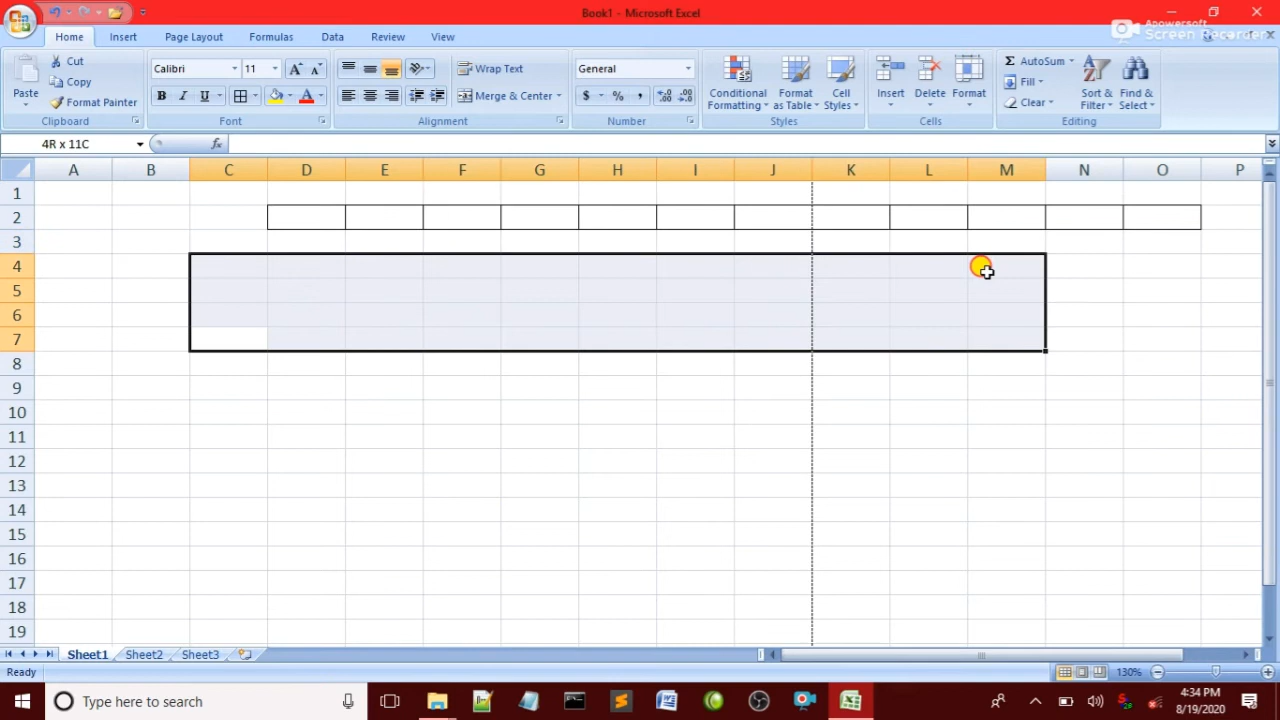 Book1 - Microsoft Excel
Apowersoft
Screen Recorder
Home Insert Page Layout Formulas Data Review View
Paste
Cut
Copy
Format Painter
Clipboard
Calibri 11
B I U A
Font
Wrap Text
Merge & Center
Alignment
General
$ % ,
Number
Conditional Formatting
Format as Table
Cell Styles
Styles
Insert Delete Format
Cells
Σ AutoSum
Fill
Clear
Sort & Filter
Find & Select
Editing
4R x 11C fx
A B C D E F G H I J K L M N O P
1
2
3
4
5
6
7
8
9
10
11
12
13
14
15
16
17
18
19
Sheet1 Sheet2 Sheet3
Ready 130%
Type here to search
4:34 PM
8/19/2020